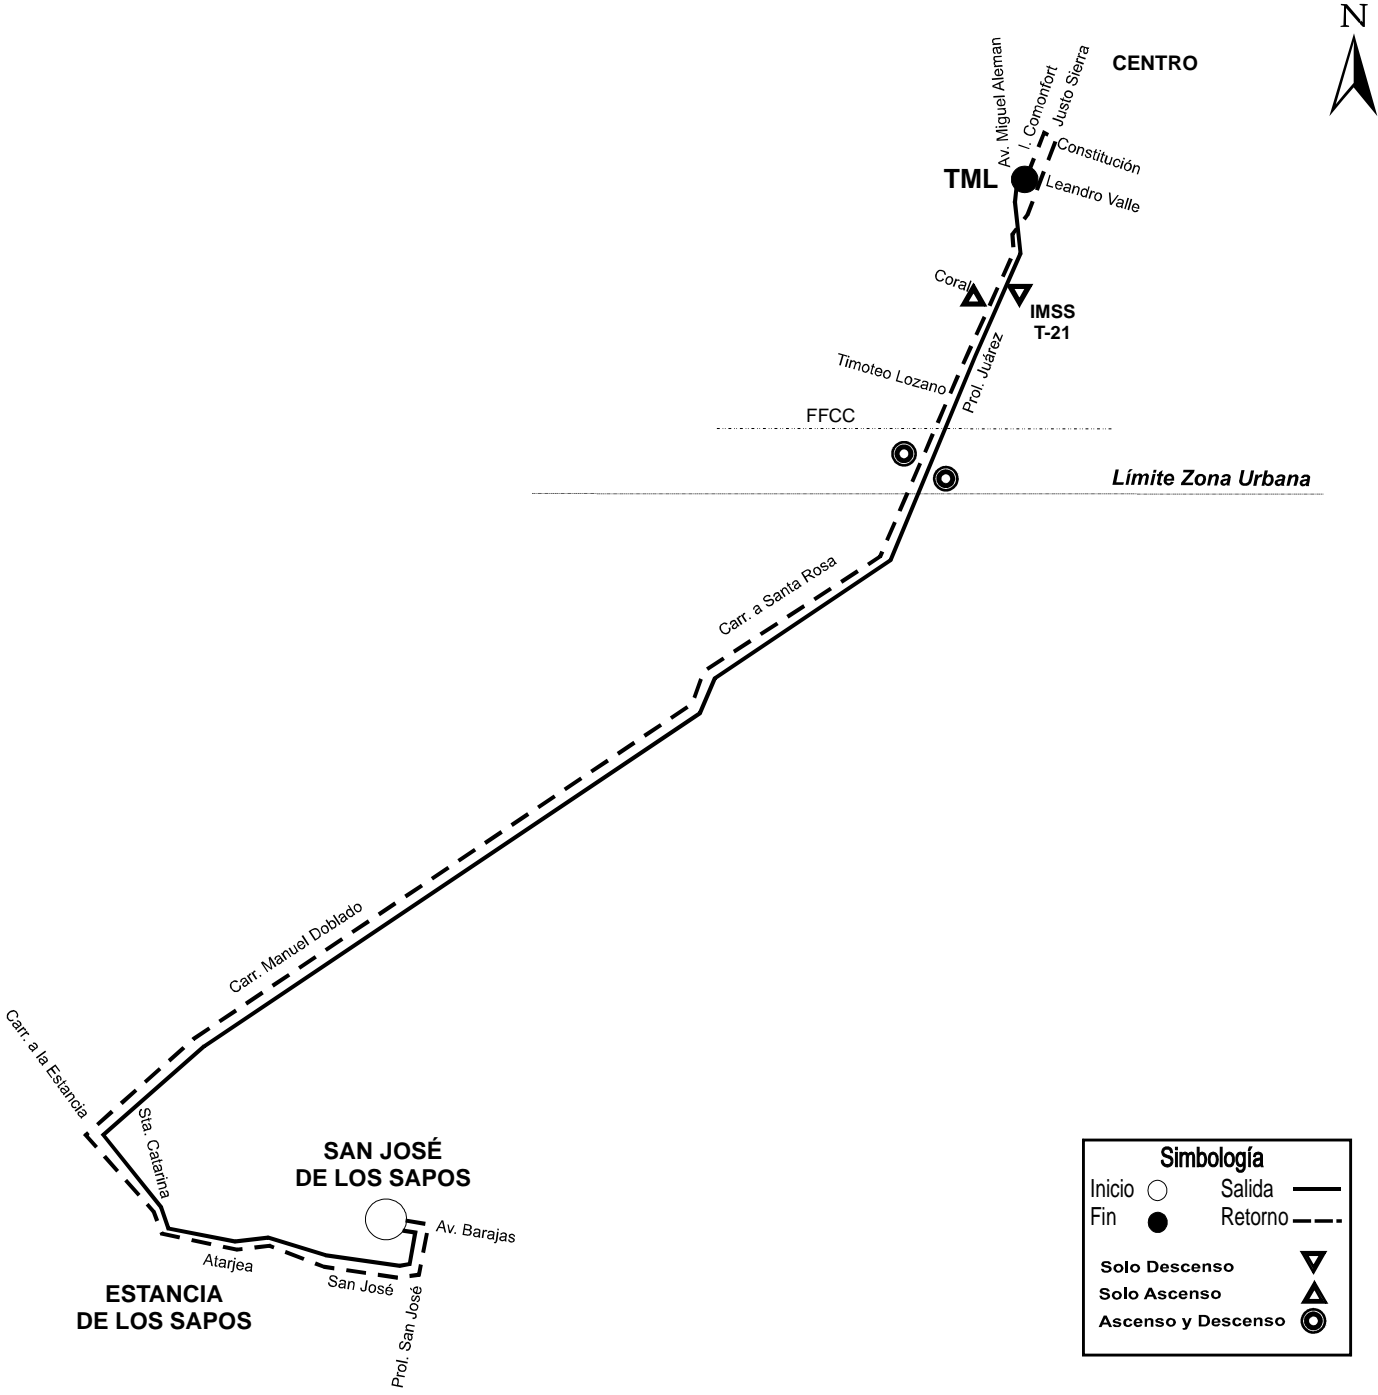 N
CENTRO
Av. Miguel Aleman
I. Comonfort
Justo Sierra
Constitución
TML
Leandro Valle
Coral
IMSS
T-21
Prol. Juárez
Timoteo Lozano
FFCC
Límite Zona Urbana
Carr. a Santa Rosa
Carr. Manuel Doblado
Carr. a la Estancia
Sta. Catarina
SAN JOSÉ
DE LOS SAPOS
Av. Barajas
Atarjea
San José
Prol. San José
ESTANCIA
DE LOS SAPOS
Simbología
Inicio
Salida
Fin
Retorno
Solo Descenso
Solo Ascenso
Ascenso y Descenso